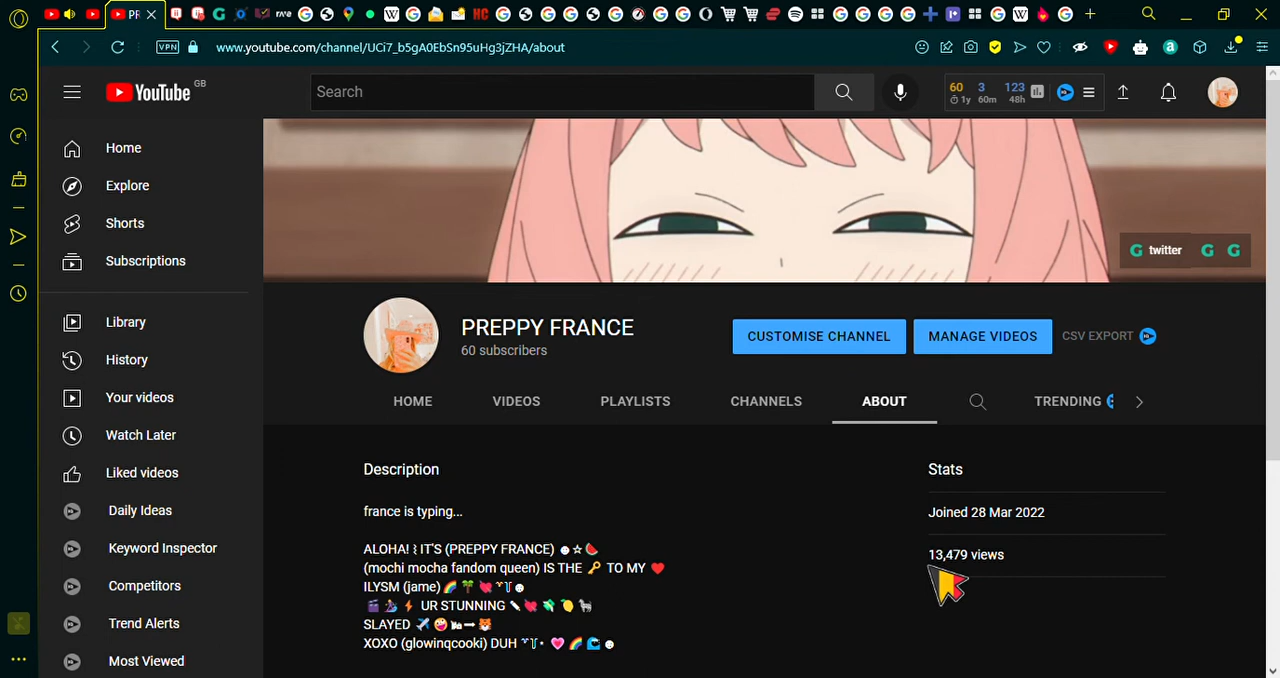 PR
VPN
www.youtube.com/channel/UCi7_b5gA0EbSn95uHg3jZHA/about
YouTube GB
Search
60 3 123
1y 60m 48h
Home
Explore
Shorts
Subscriptions
Library
History
Your videos
Watch Later
Liked videos
Daily Ideas
Keyword Inspector
Competitors
Trend Alerts
Most Viewed
twitter
PREPPY FRANCE
60 subscribers
CUSTOMISE CHANNEL
MANAGE VIDEOS
CSV EXPORT
HOME VIDEOS PLAYLISTS CHANNELS ABOUT TRENDING
Description
france is typing...
ALOHA! ⌇ IT'S (PREPPY FRANCE) ☻☆🍉
(mochi mocha fandom queen) IS THE 🔑 TO MY ❤️
ILYSM (jame)🌈🌴💘
UR STUNNING
SLAYED ✈️🤪
XOXO (glowinqcooki) DUH
Stats
Joined 28 Mar 2022
13,479 views